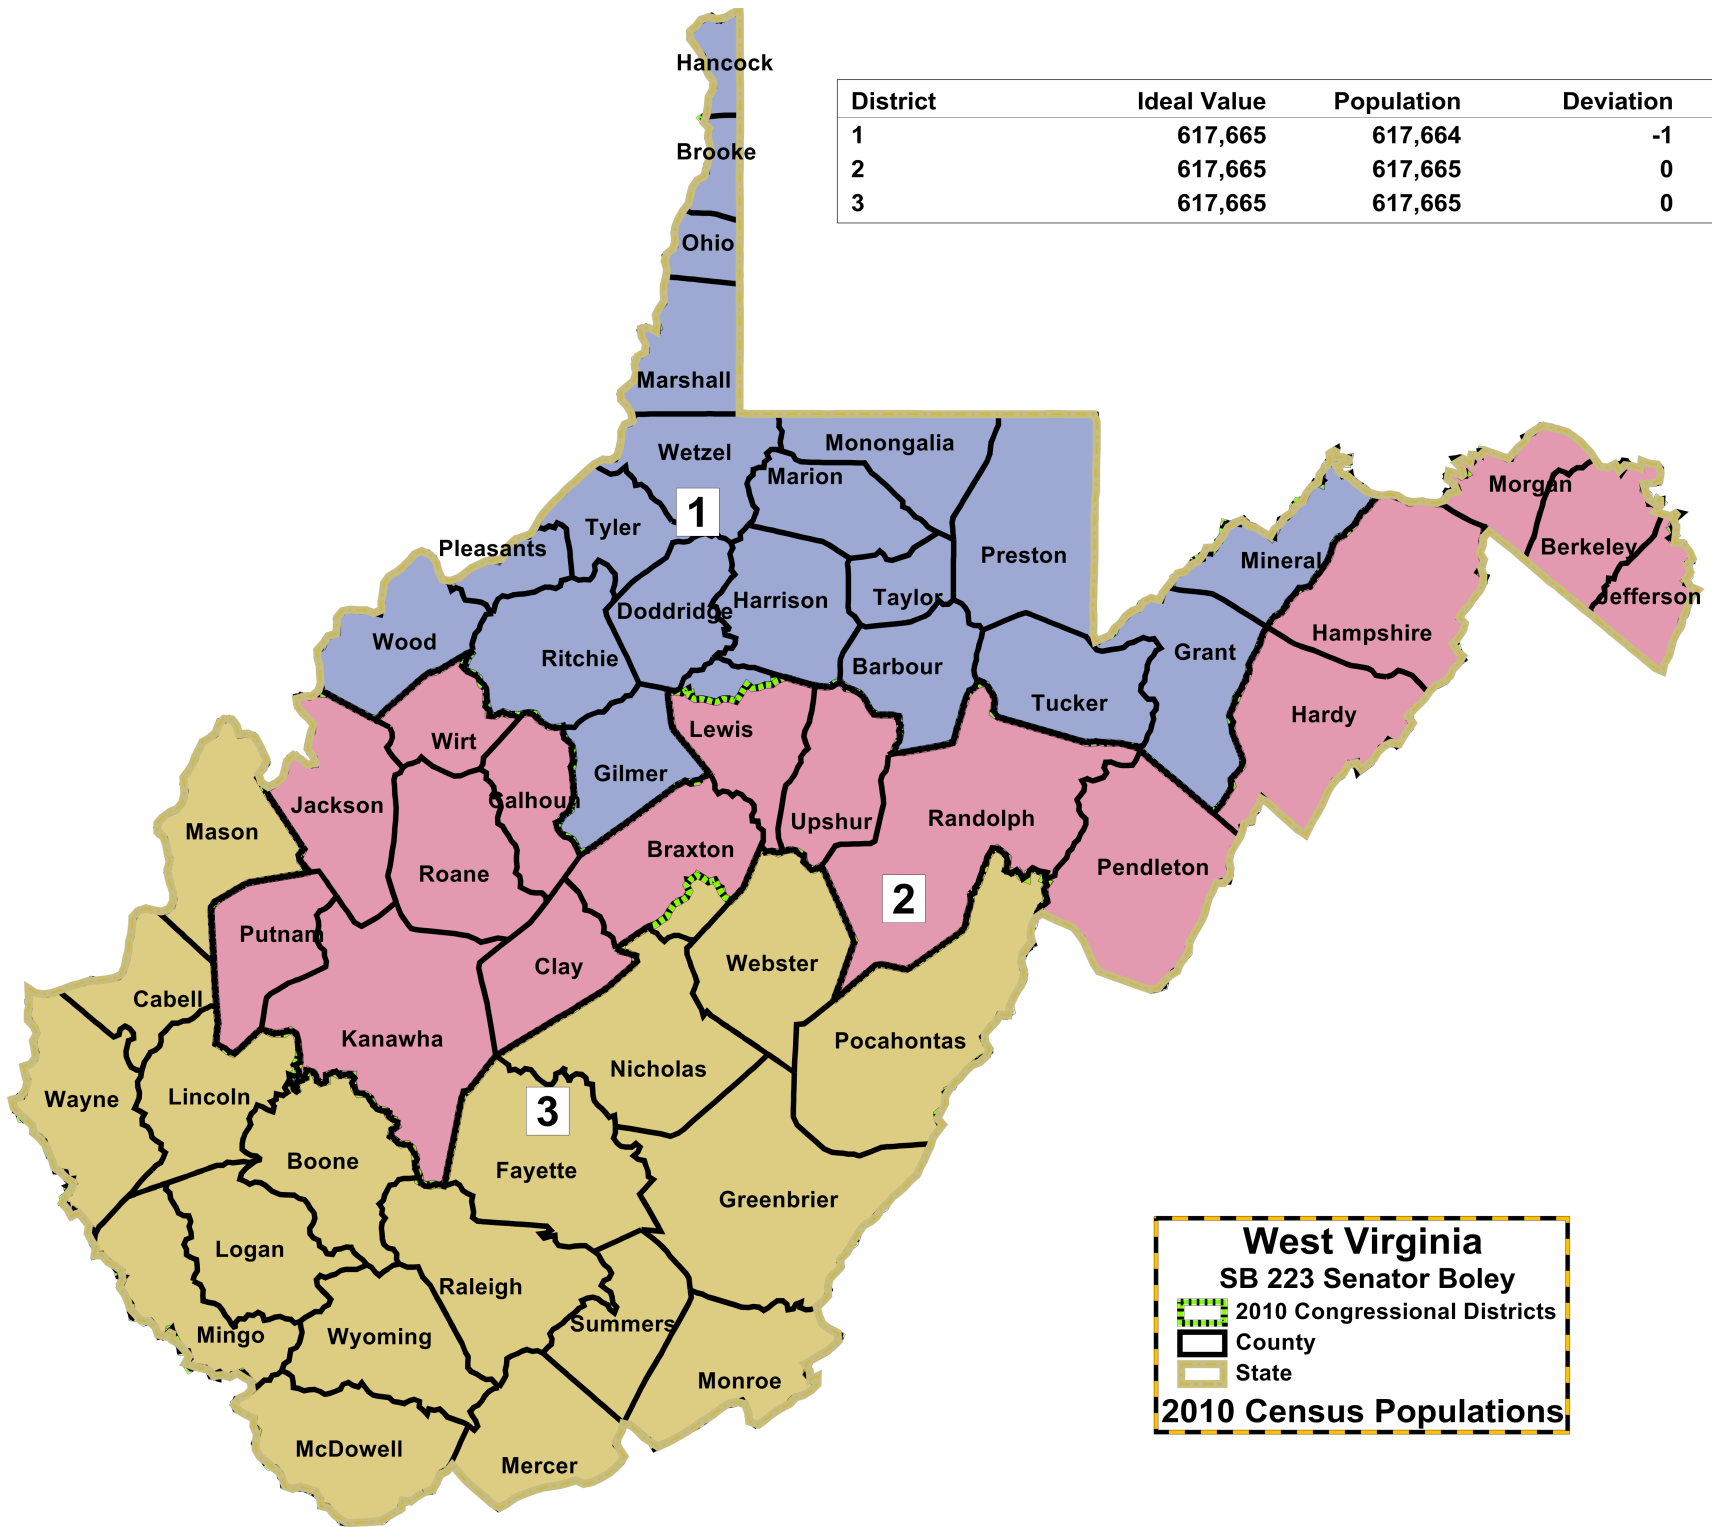 Hancock
District Ideal Value Population Deviation
1 617,665 617,664 -1
2 617,665 617,665 0
3 617,665 617,665 0
Brooke
Ohio
Marshall
Wetzel
Monongalia
Marion
Morgan
1
Tyler
Pleasants
Preston
Berkeley
Mineral
Jefferson
Doddridge
Harrison
Taylor
Wood
Hampshire
Ritchie
Grant
Barbour
Tucker
Hardy
Lewis
Wirt
Gilmer
Calhoun
Jackson
Randolph
Upshur
Mason
Braxton
Pendleton
Roane
2
Putnam
Webster
Clay
Cabell
Kanawha
Pocahontas
Nicholas
Lincoln
Wayne
3
Boone
Fayette
Greenbrier
Logan
Raleigh
Summers
Mingo
Wyoming
Monroe
McDowell
Mercer
West Virginia
SB 223 Senator Boley
2010 Congressional Districts
County
State
2010 Census Populations